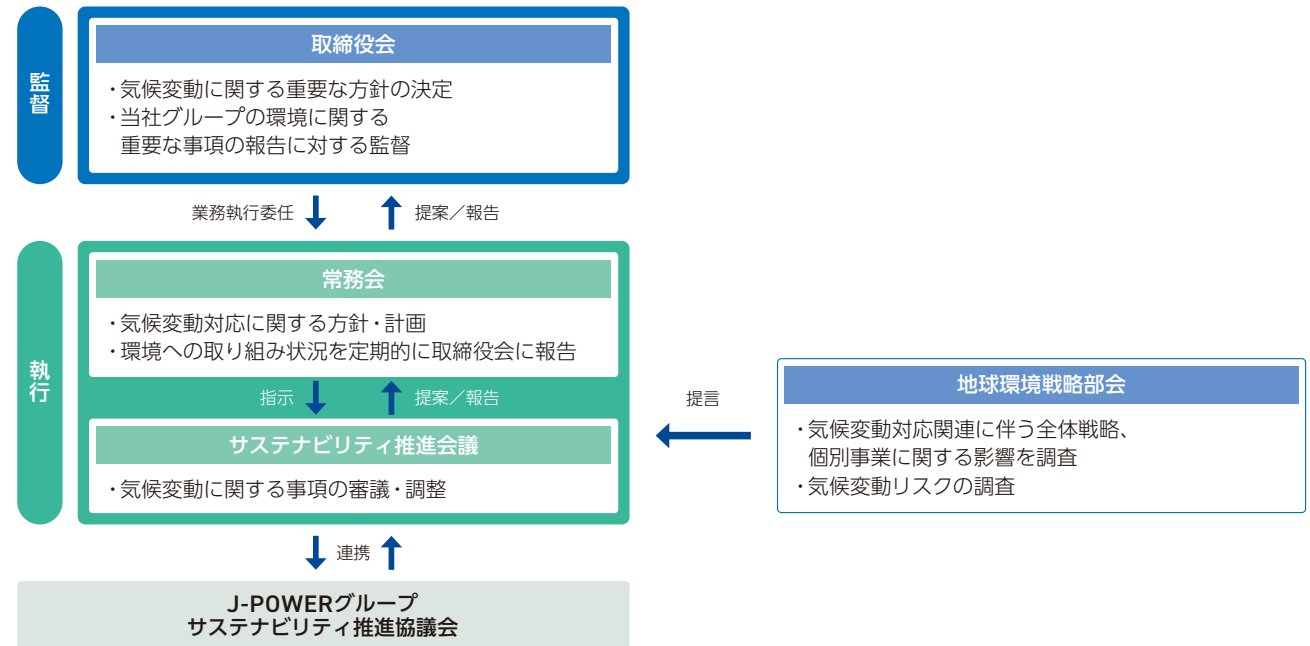 監督
取締役会
・気候変動に関する重要な方針の決定
・当社グループの環境に関する
重要な事項の報告に対する監督
業務執行委任
提案／報告
執行
常務会
・気候変動対応に関する方針・計画
・環境への取り組み状況を定期的に取締役会に報告
指示
提案／報告
サステナビリティ推進会議
・気候変動に関する事項の審議・調整
提言
地球環境戦略部会
・気候変動対応関連に伴う全体戦略、
個別事業に関する影響を調査
・気候変動リスクの調査
連携
J-POWERグループ
サステナビリティ推進協議会